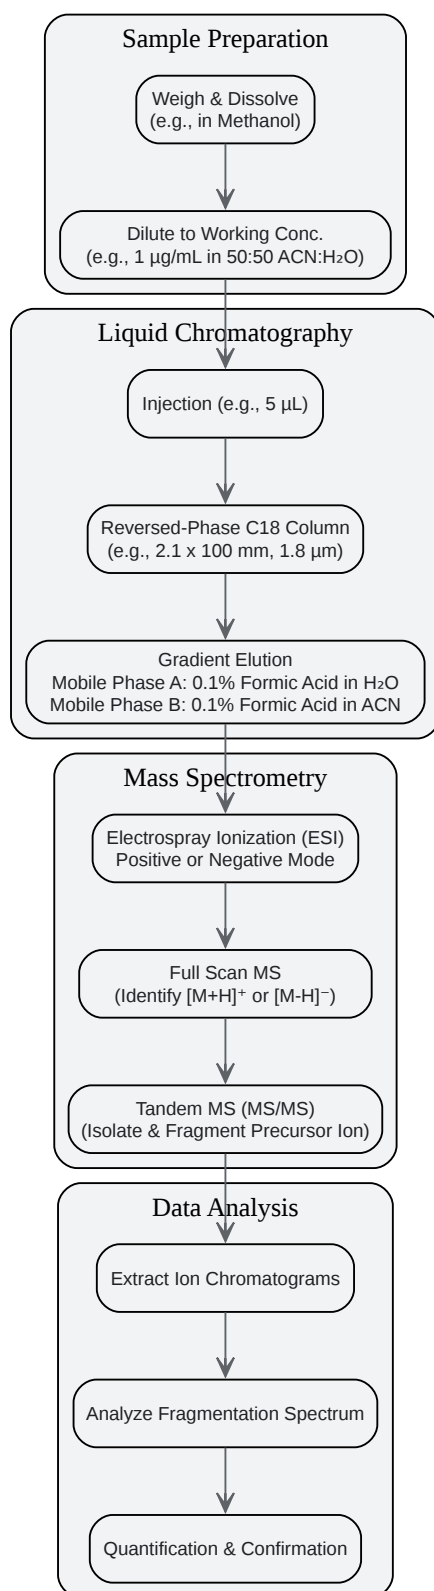 Sample Preparation
Weigh & Dissolve
(e.g., in Methanol)
Dilute to Working Conc.
(e.g., 1 µg/mL in 50:50 ACN:H₂O)
Liquid Chromatography
Injection (e.g., 5 µL)
Reversed-Phase C18 Column
(e.g., 2.1 x 100 mm, 1.8 µm)
Gradient Elution
Mobile Phase A: 0.1% Formic Acid in H₂O
Mobile Phase B: 0.1% Formic Acid in ACN
Mass Spectrometry
Electrospray Ionization (ESI)
Positive or Negative Mode
Full Scan MS
(Identify [M+H]⁺ or [M-H]⁻)
Tandem MS (MS/MS)
(Isolate & Fragment Precursor Ion)
Data Analysis
Extract Ion Chromatograms
Analyze Fragmentation Spectrum
Quantification & Confirmation